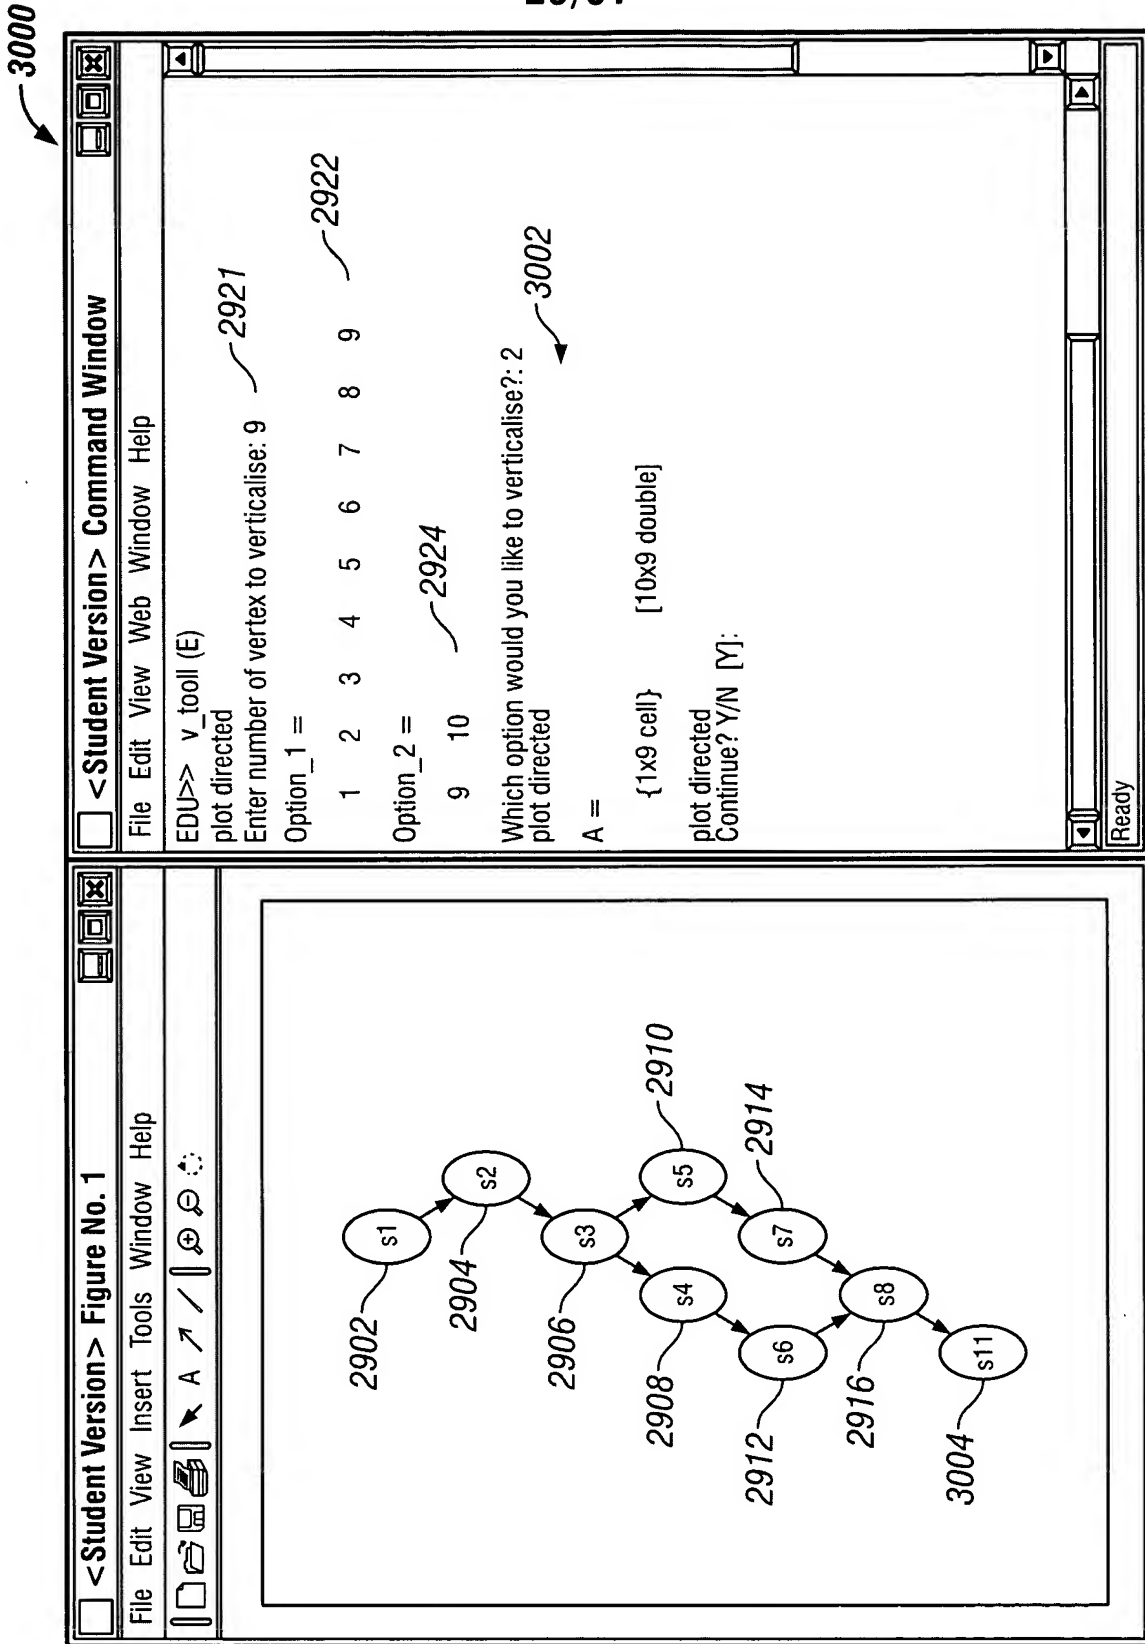 3000
<Student Version> Figure No. 1
File Edit View Insert Tools Window Help
A
s1
s2
s3
s4
s5
s6
s7
s8
s11
2902
2904
2906
2908
2910
2912
2914
2916
3004
<Student Version> Command Window
File Edit View Web Window Help
EDU>> v_tooll (E)
plot directed
Enter number of vertex to verticalise: 9
2921
Option_1 =
1 2 3 4 5 6 7 8 9
2922
Option_2 =
9 10
2924
Which option would you like to verticalise?: 2
plot directed
3002
A =
{1x9 cell} [10x9 double]
plot directed
Continue? Y/N [Y]:
Ready